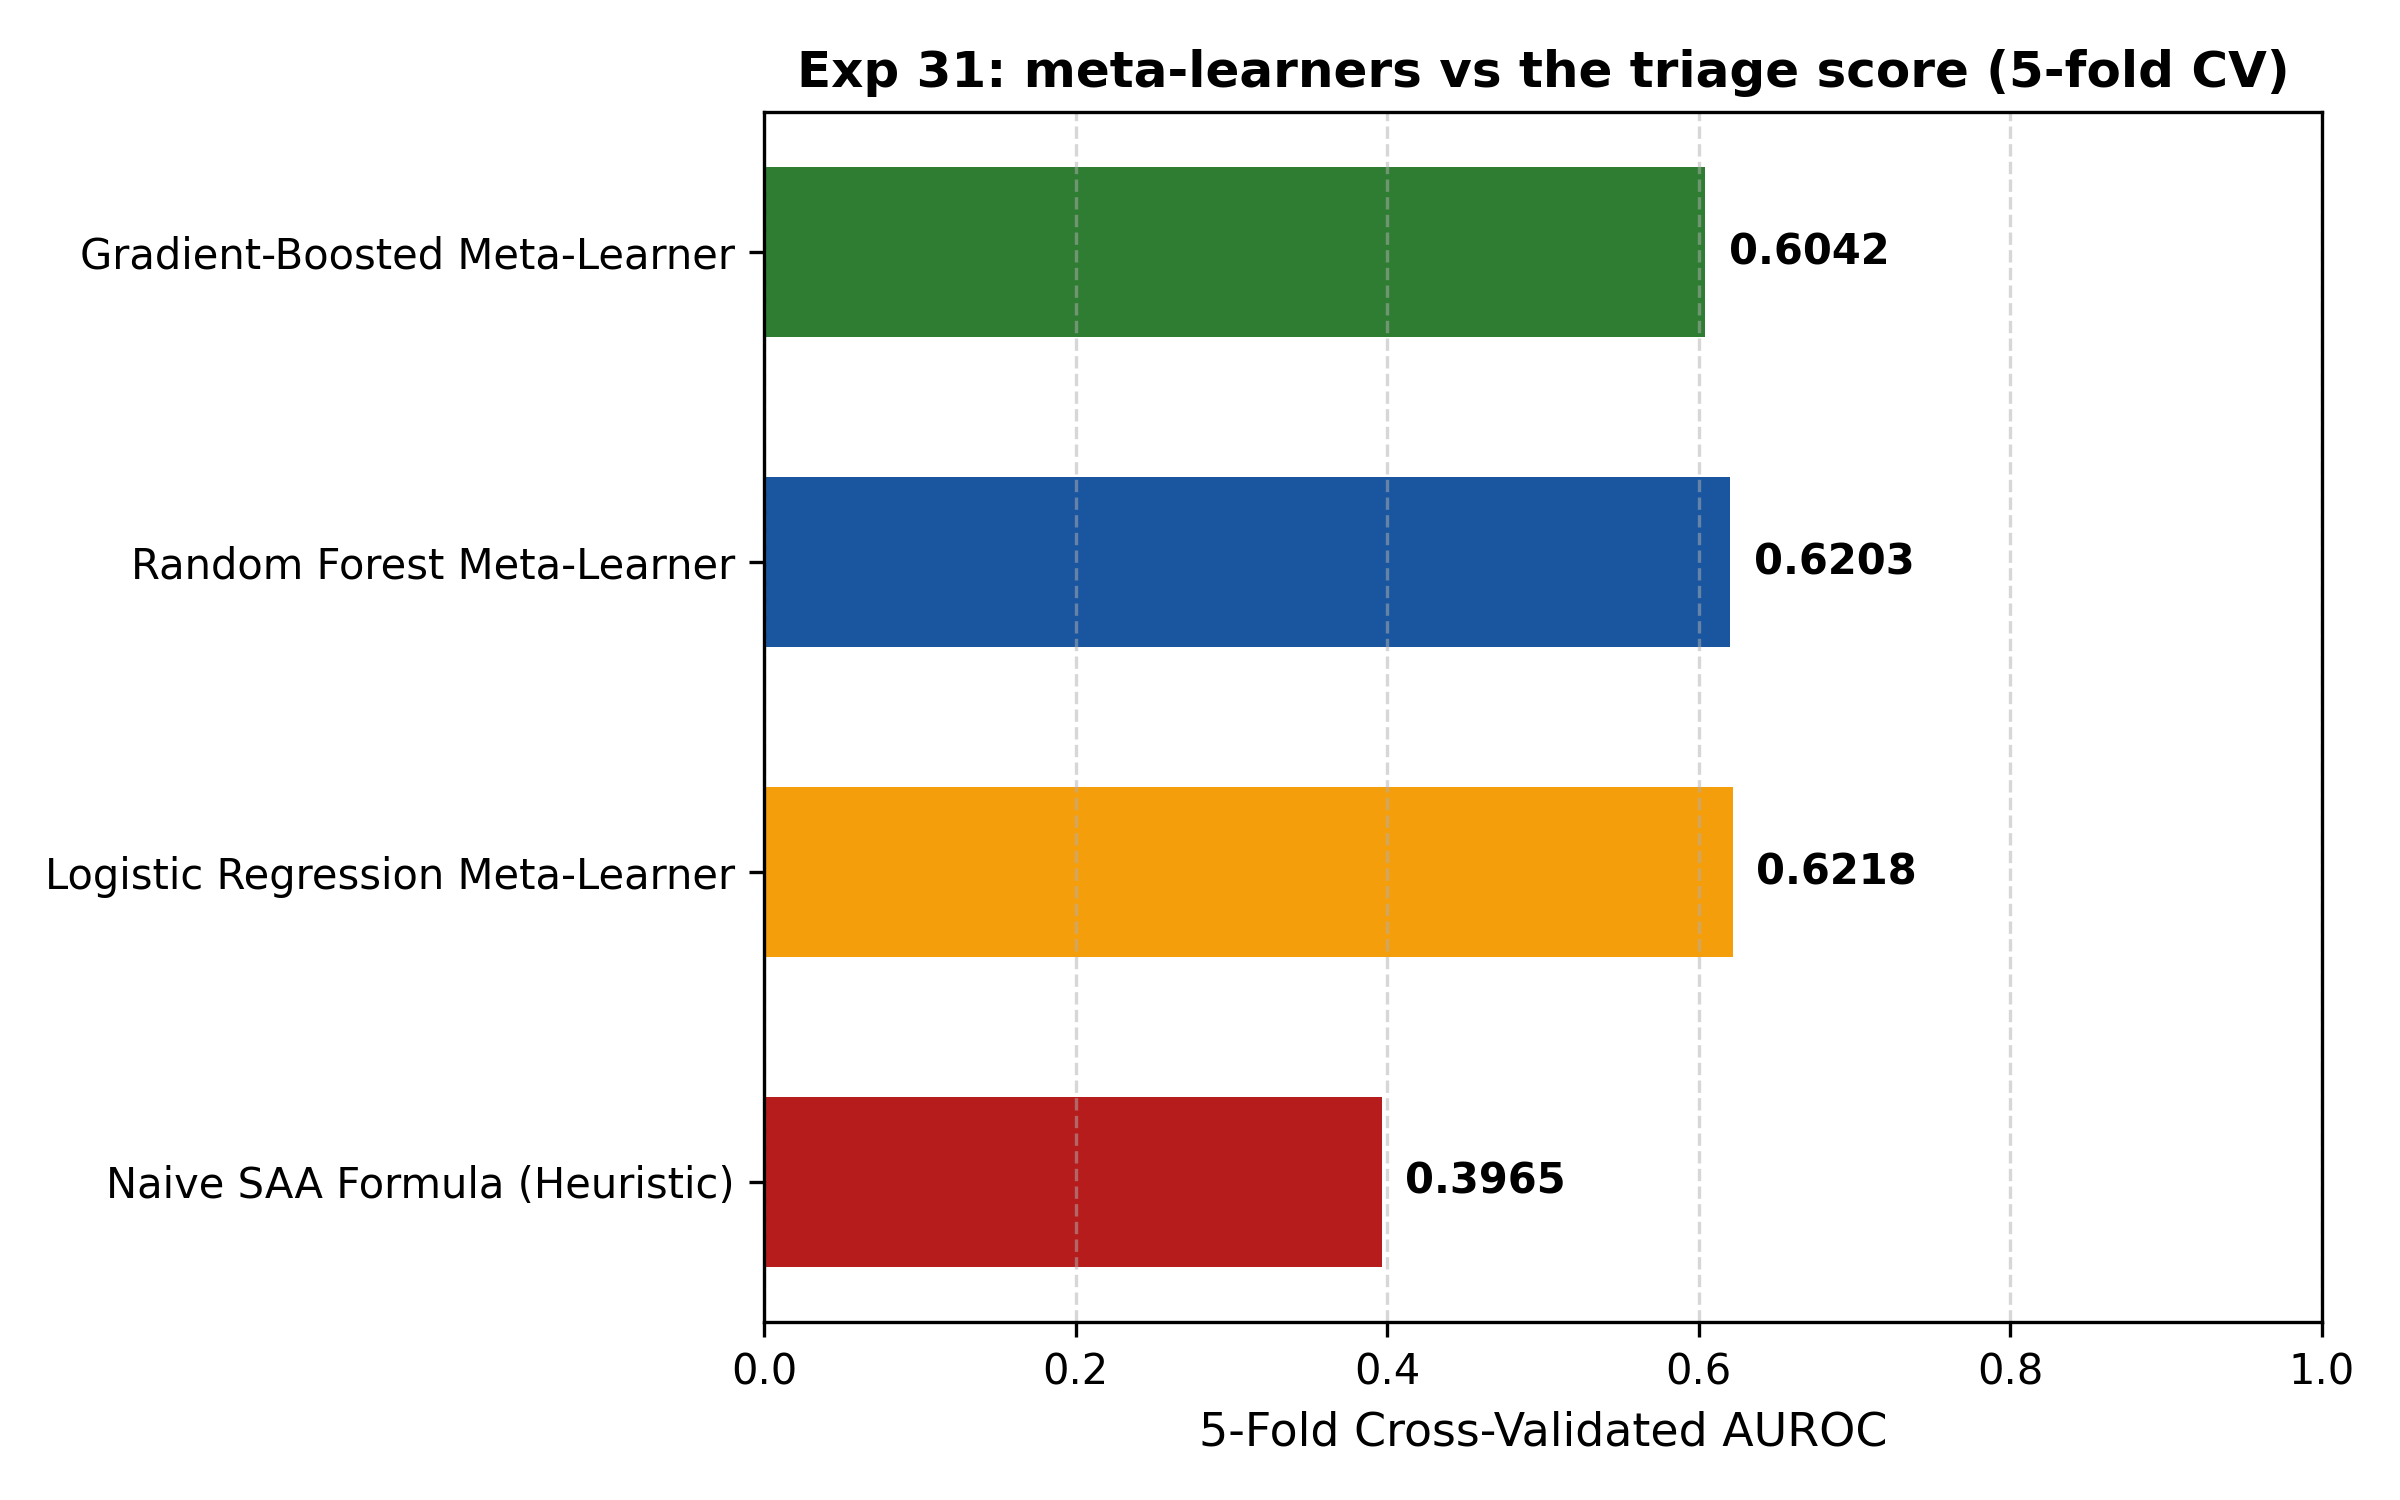 Exp 31: meta-learners vs the triage score (5-fold CV)
Gradient-Boosted Meta-Learner
0.6042
Random Forest Meta-Learner
0.6203
Logistic Regression Meta-Learner
0.6218
Naive SAA Formula (Heuristic)
0.3965
0.0 0.2 0.4 0.6 0.8 1.0
5-Fold Cross-Validated AUROC